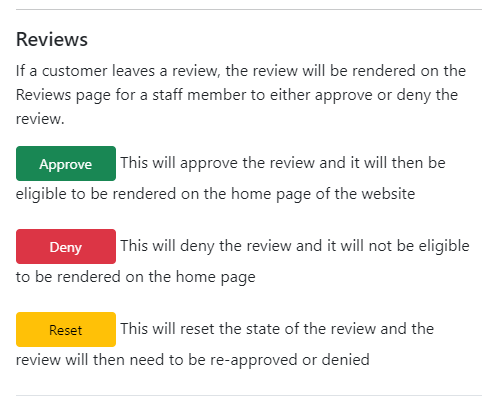 Reviews
If a customer leaves a review, the review will be rendered on the
Reviews page for a staff member to either approve or deny the
review.
Approve This will approve the review and it will then be
eligible to be rendered on the home page of the website
Deny This will deny the review and it will not be eligible
to be rendered on the home page
Reset This will reset the state of the review and the
review will then need to be re-approved or denied